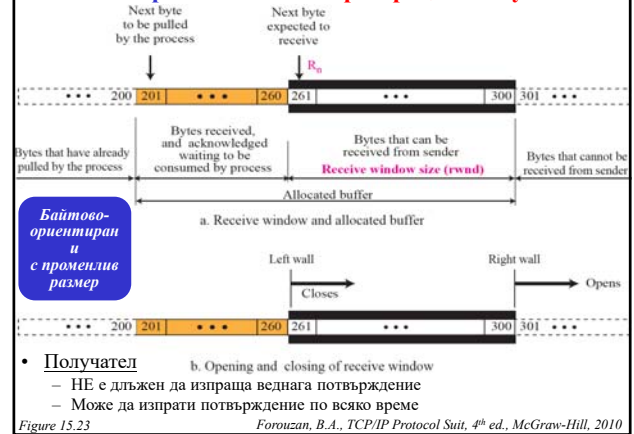 Next byte
to be pulled
by the process
Next byte
expected to
receive
Rn
• • • 200 201 • • • 260 261 • • • 300 301 • • •
Bytes that have already
pulled by the process
Bytes received,
and acknowledged
waiting to be
consumed by process
Bytes that can be
received from sender
Receive window size (rwnd)
Bytes that cannot be
received from sender
Allocated buffer
a. Receive window and allocated buffer
Байтово-
ориентиран
и
с променлив
размер
Left wall
Closes
Right wall
Opens
• • • 200 201 • • • 260 261 • • • 300 301 • • •
b. Opening and closing of receive window
• Получател
– НЕ е длъжен да изпраща веднага потвърждение
– Може да изпрати потвърждение по всяко време
Figure 15.23
Forouzan, B.A., TCP/IP Protocol Suit, 4th ed., McGraw-Hill, 2010